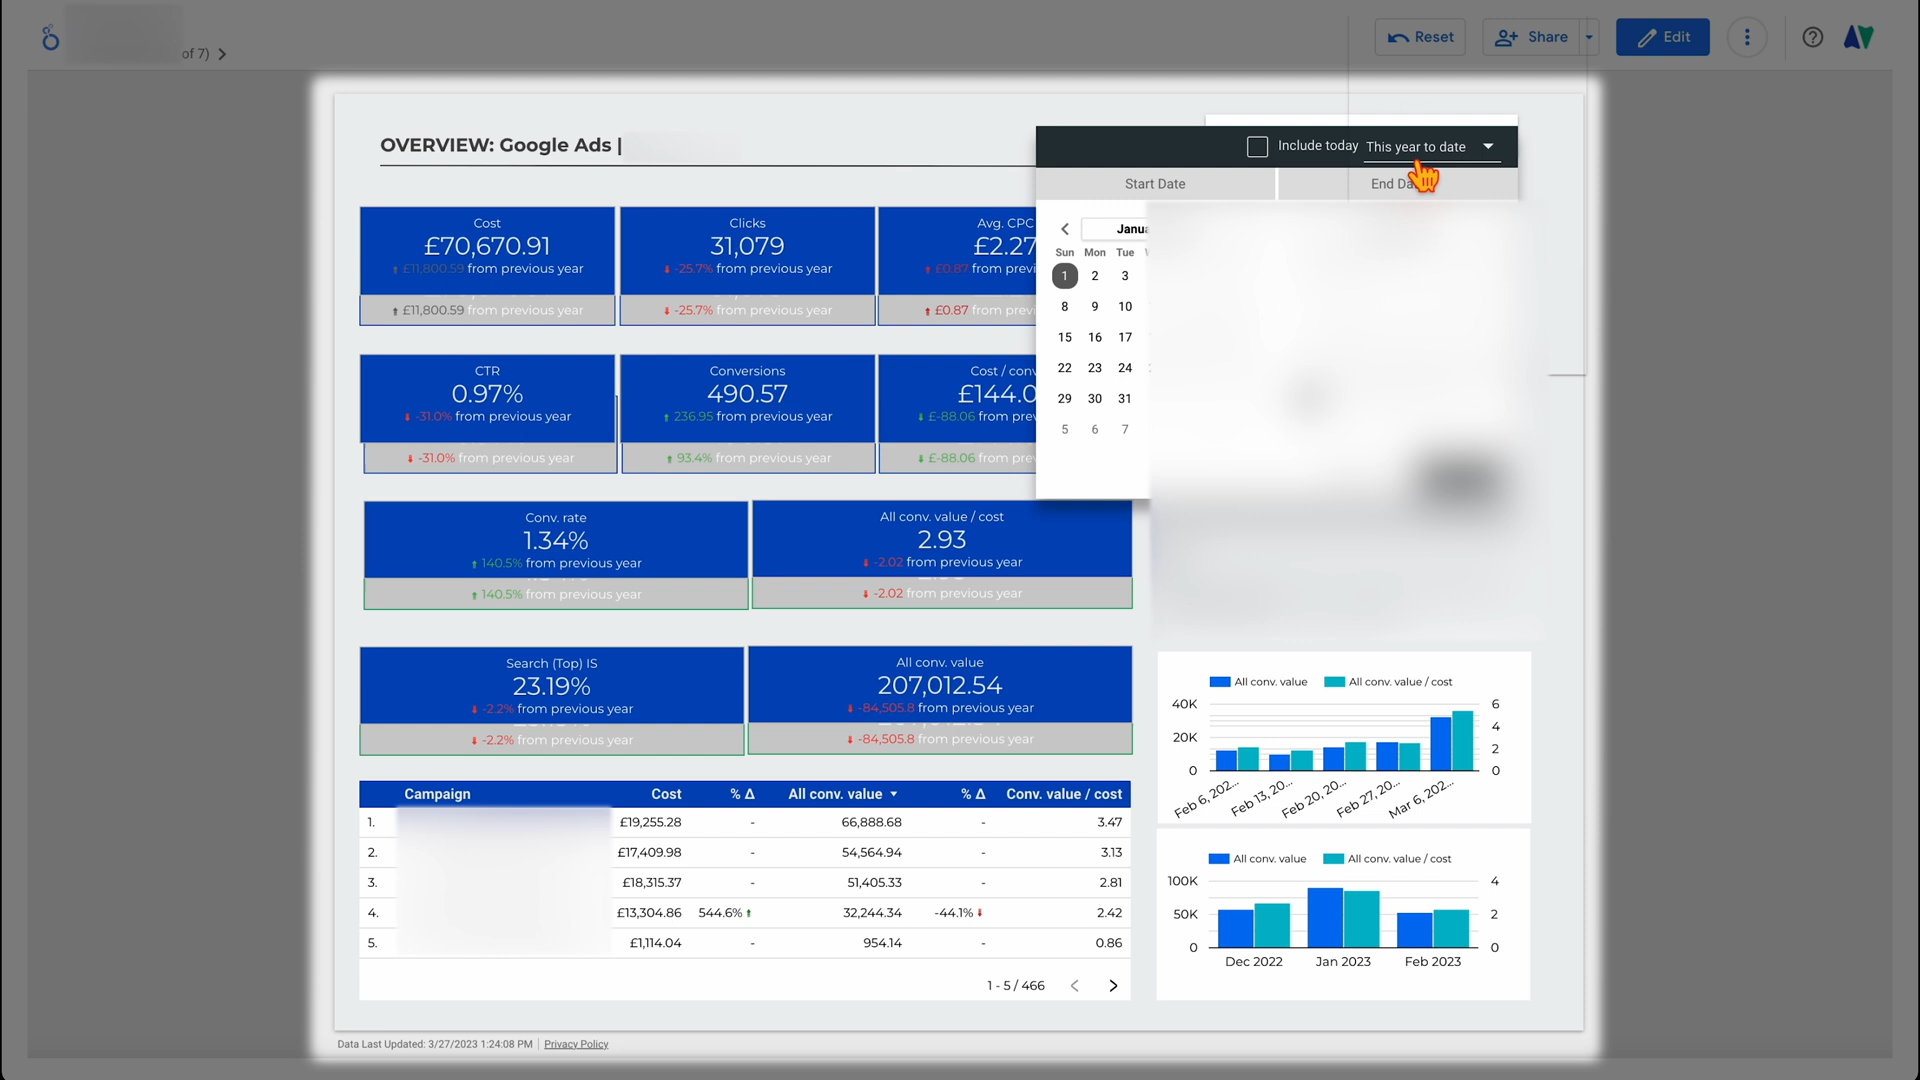 of 7)
Reset
Share
Edit
OVERVIEW: Google Ads |
Include today
This year to date
Start Date
End Da
Janua
Sun Mon Tue
1 2 3
8 9 10
15 16 17
22 23 24
29 30 31
5 6 7
Cost
£70,670.91
£11,800.59 from previous year
£11,800.59 from previous year
Clicks
31,079
-25.7% from previous year
-25.7% from previous year
Avg. CPC
£2.27
£0.87 from previ
£0.87 from previ
CTR
0.97%
-31.0% from previous year
-31.0% from previous year
Conversions
490.57
236.95 from previous year
93.4% from previous year
Cost / conv
£144.0
£-88.06 from prev
£-88.06 from pre
Conv. rate
1.34%
140.5% from previous year
140.5% from previous year
All conv. value / cost
2.93
-2.02 from previous year
-2.02 from previous year
Search (Top) IS
23.19%
-2.2% from previous year
-2.2% from previous year
All conv. value
207,012.54
-84,505.8 from previous year
-84,505.8 from previous year
Campaign Cost % Δ All conv. value % Δ Conv. value / cost
1. £19,255.28 - 66,888.68 - 3.47
2. £17,409.98 - 54,564.94 - 3.13
3. £18,315.37 - 51,405.33 - 2.81
4. £13,304.86 544.6% 32,244.34 -44.1% 2.42
5. £1,114.04 - 954.14 - 0.86
1 - 5 / 466
All conv. value All conv. value / cost
40K 6
4
20K
2
0 0
Feb 6, 202... Feb 13, 20... Feb 20, 20... Feb 27, 20... Mar 6, 202...
All conv. value All conv. value / cost
100K 4
50K 2
0 0
Dec 2022 Jan 2023 Feb 2023
Data Last Updated: 3/27/2023 1:24:08 PM
Privacy Policy